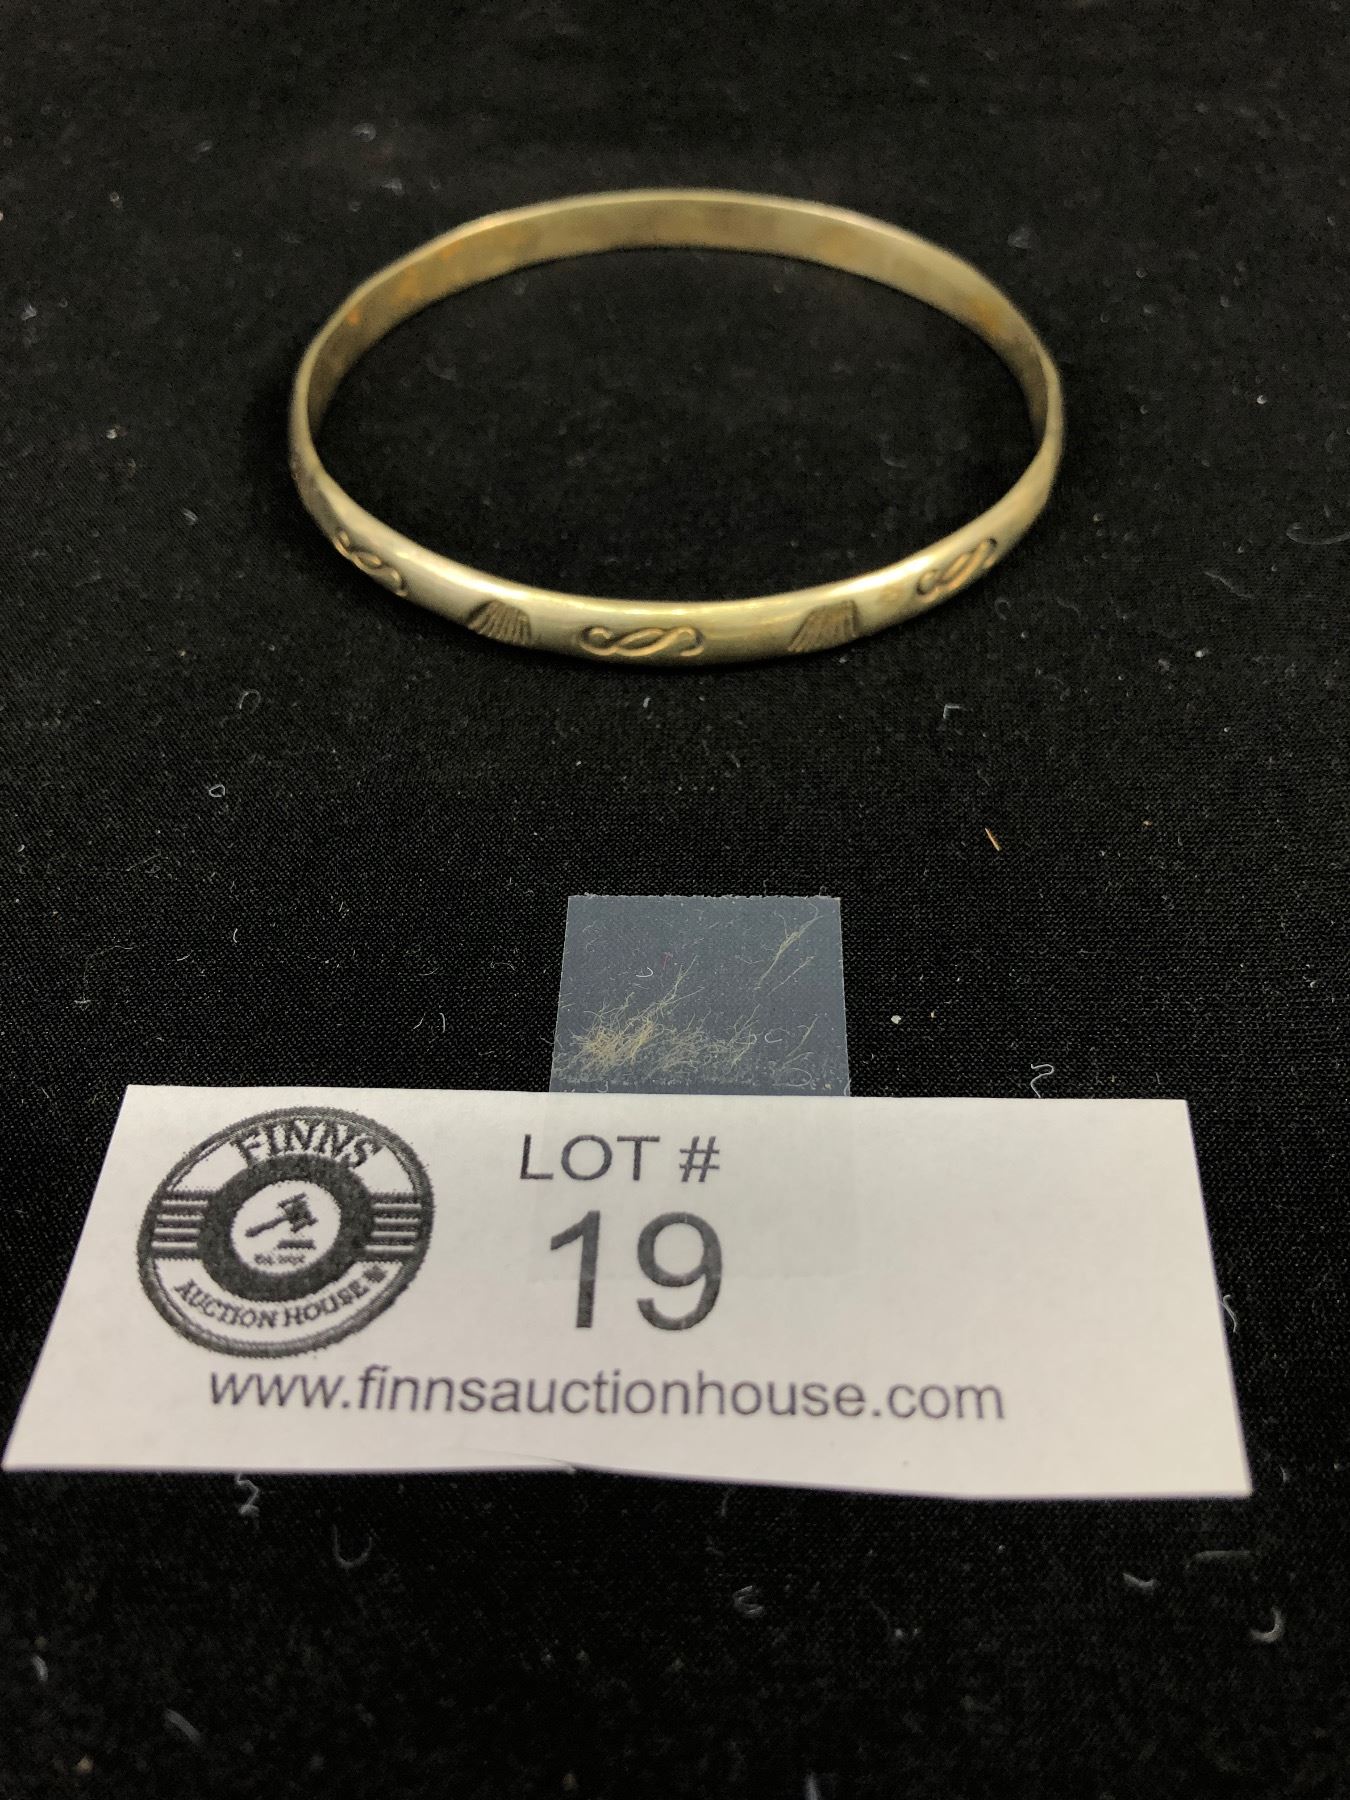 FINNS
AUCTION HOUSE
LOT #
19
www.finnsauctionhouse.com